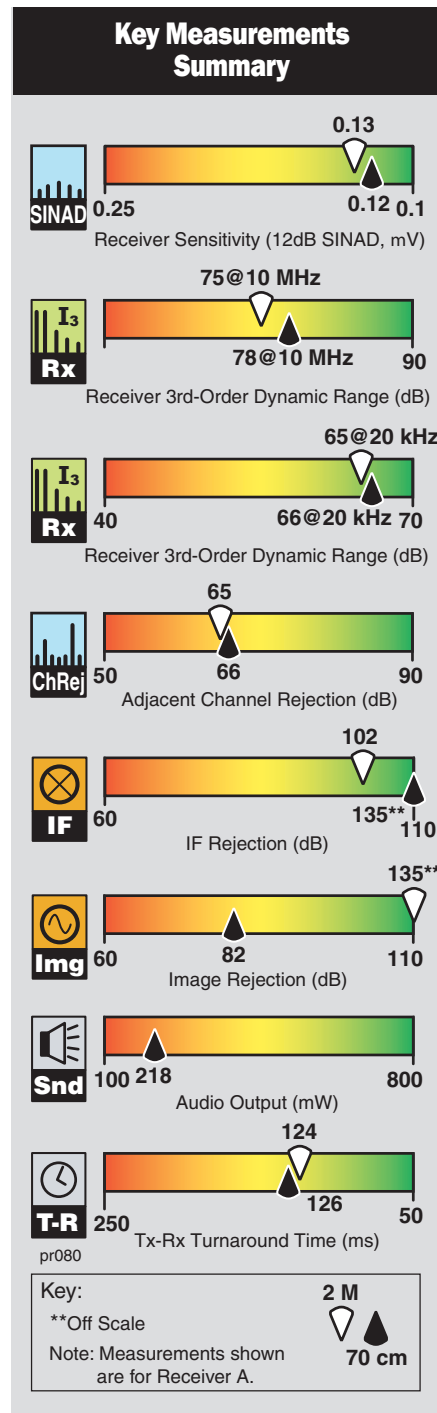 Key Measurements
Summary
0.13
SINAD
0.25
0.12
0.1
Receiver Sensitivity (12dB SINAD, mV)
75@10 MHz
I3
Rx
78@10 MHz
90
Receiver 3rd-Order Dynamic Range (dB)
65@20 kHz
I3
Rx
40
66@20 kHz
70
Receiver 3rd-Order Dynamic Range (dB)
65
ChRej
50
66
90
Adjacent Channel Rejection (dB)
102
IF
60
135**
110
IF Rejection (dB)
135**
Img
60
82
110
Image Rejection (dB)
Snd
100
218
800
Audio Output (mW)
124
T-R
250
126
50
Tx-Rx Turnaround Time (ms)
pr080
Key:
2 M
**Off Scale
70 cm
Note: Measurements shown
are for Receiver A.